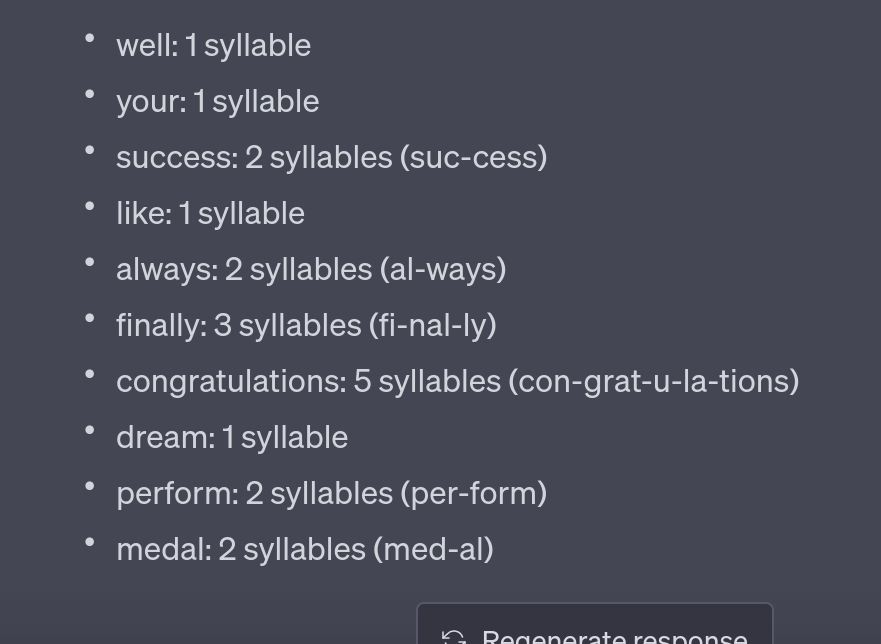 • well: 1 syllable
• your: 1 syllable
• success: 2 syllables (suc-cess)
• like: 1 syllable
• always: 2 syllables (al-ways)
• finally: 3 syllables (fi-nal-ly)
• congratulations: 5 syllables (con-grat-u-la-tions)
• dream: 1 syllable
• perform: 2 syllables (per-form)
• medal: 2 syllables (med-al)
Regenerate response